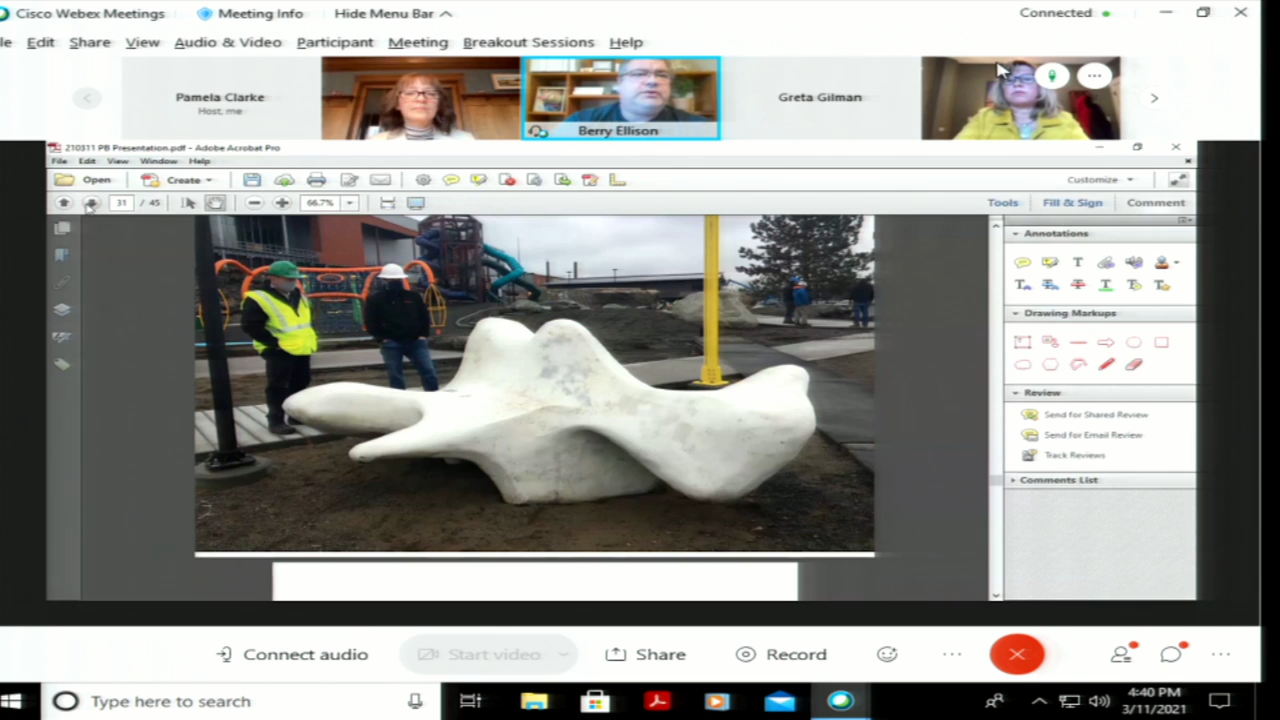 Cisco Webex Meetings Meeting Info Hide Menu Bar Connected
le Edit Share View Audio & Video Participant Meeting Breakout Sessions Help
Pamela Clarke
Host, me
Berry Ellison
Greta Gilman
210311 PB Presentation.pdf - Adobe Acrobat Pro
File Edit View Window Help
Open Create Customize
31 / 45 66.7% Tools Fill & Sign Comment
Annotations
Drawing Markups
Review
Send for Shared Review
Send for Email Review
Track Reviews
Comments List
Connect audio Start video Share Record
Type here to search
4:40 PM
3/11/2021